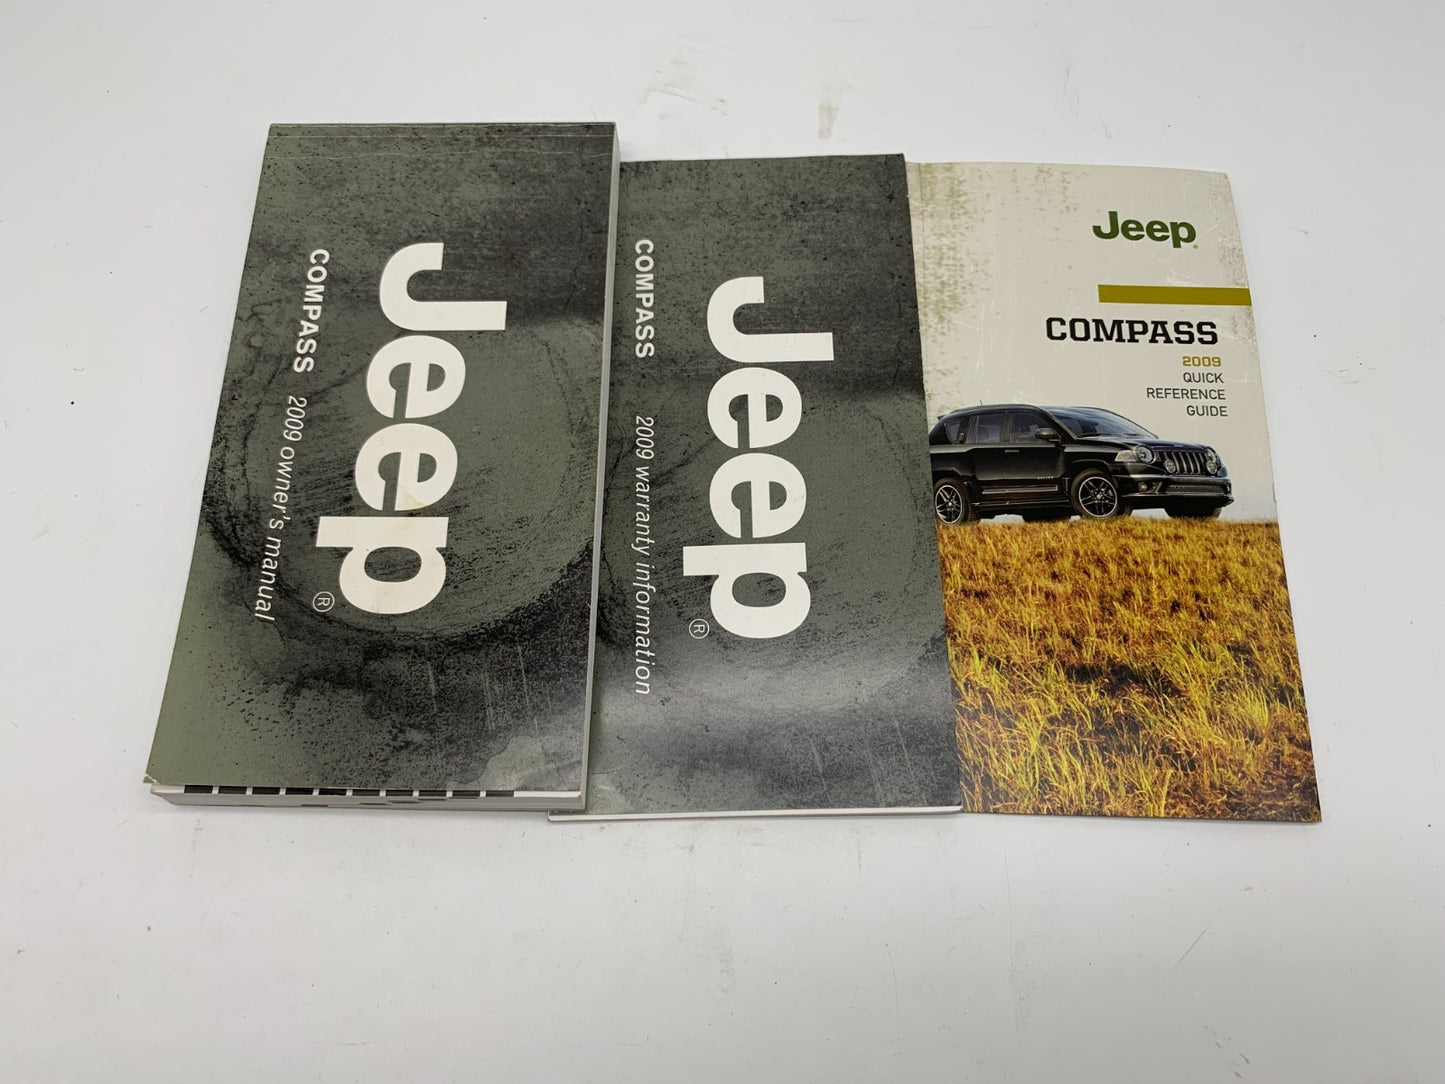 Jeep®
COMPASS 2009 owner's manual
Jeep®
COMPASS 2009 warranty information
Jeep®
COMPASS
2009
QUICK
REFERENCE
GUIDE